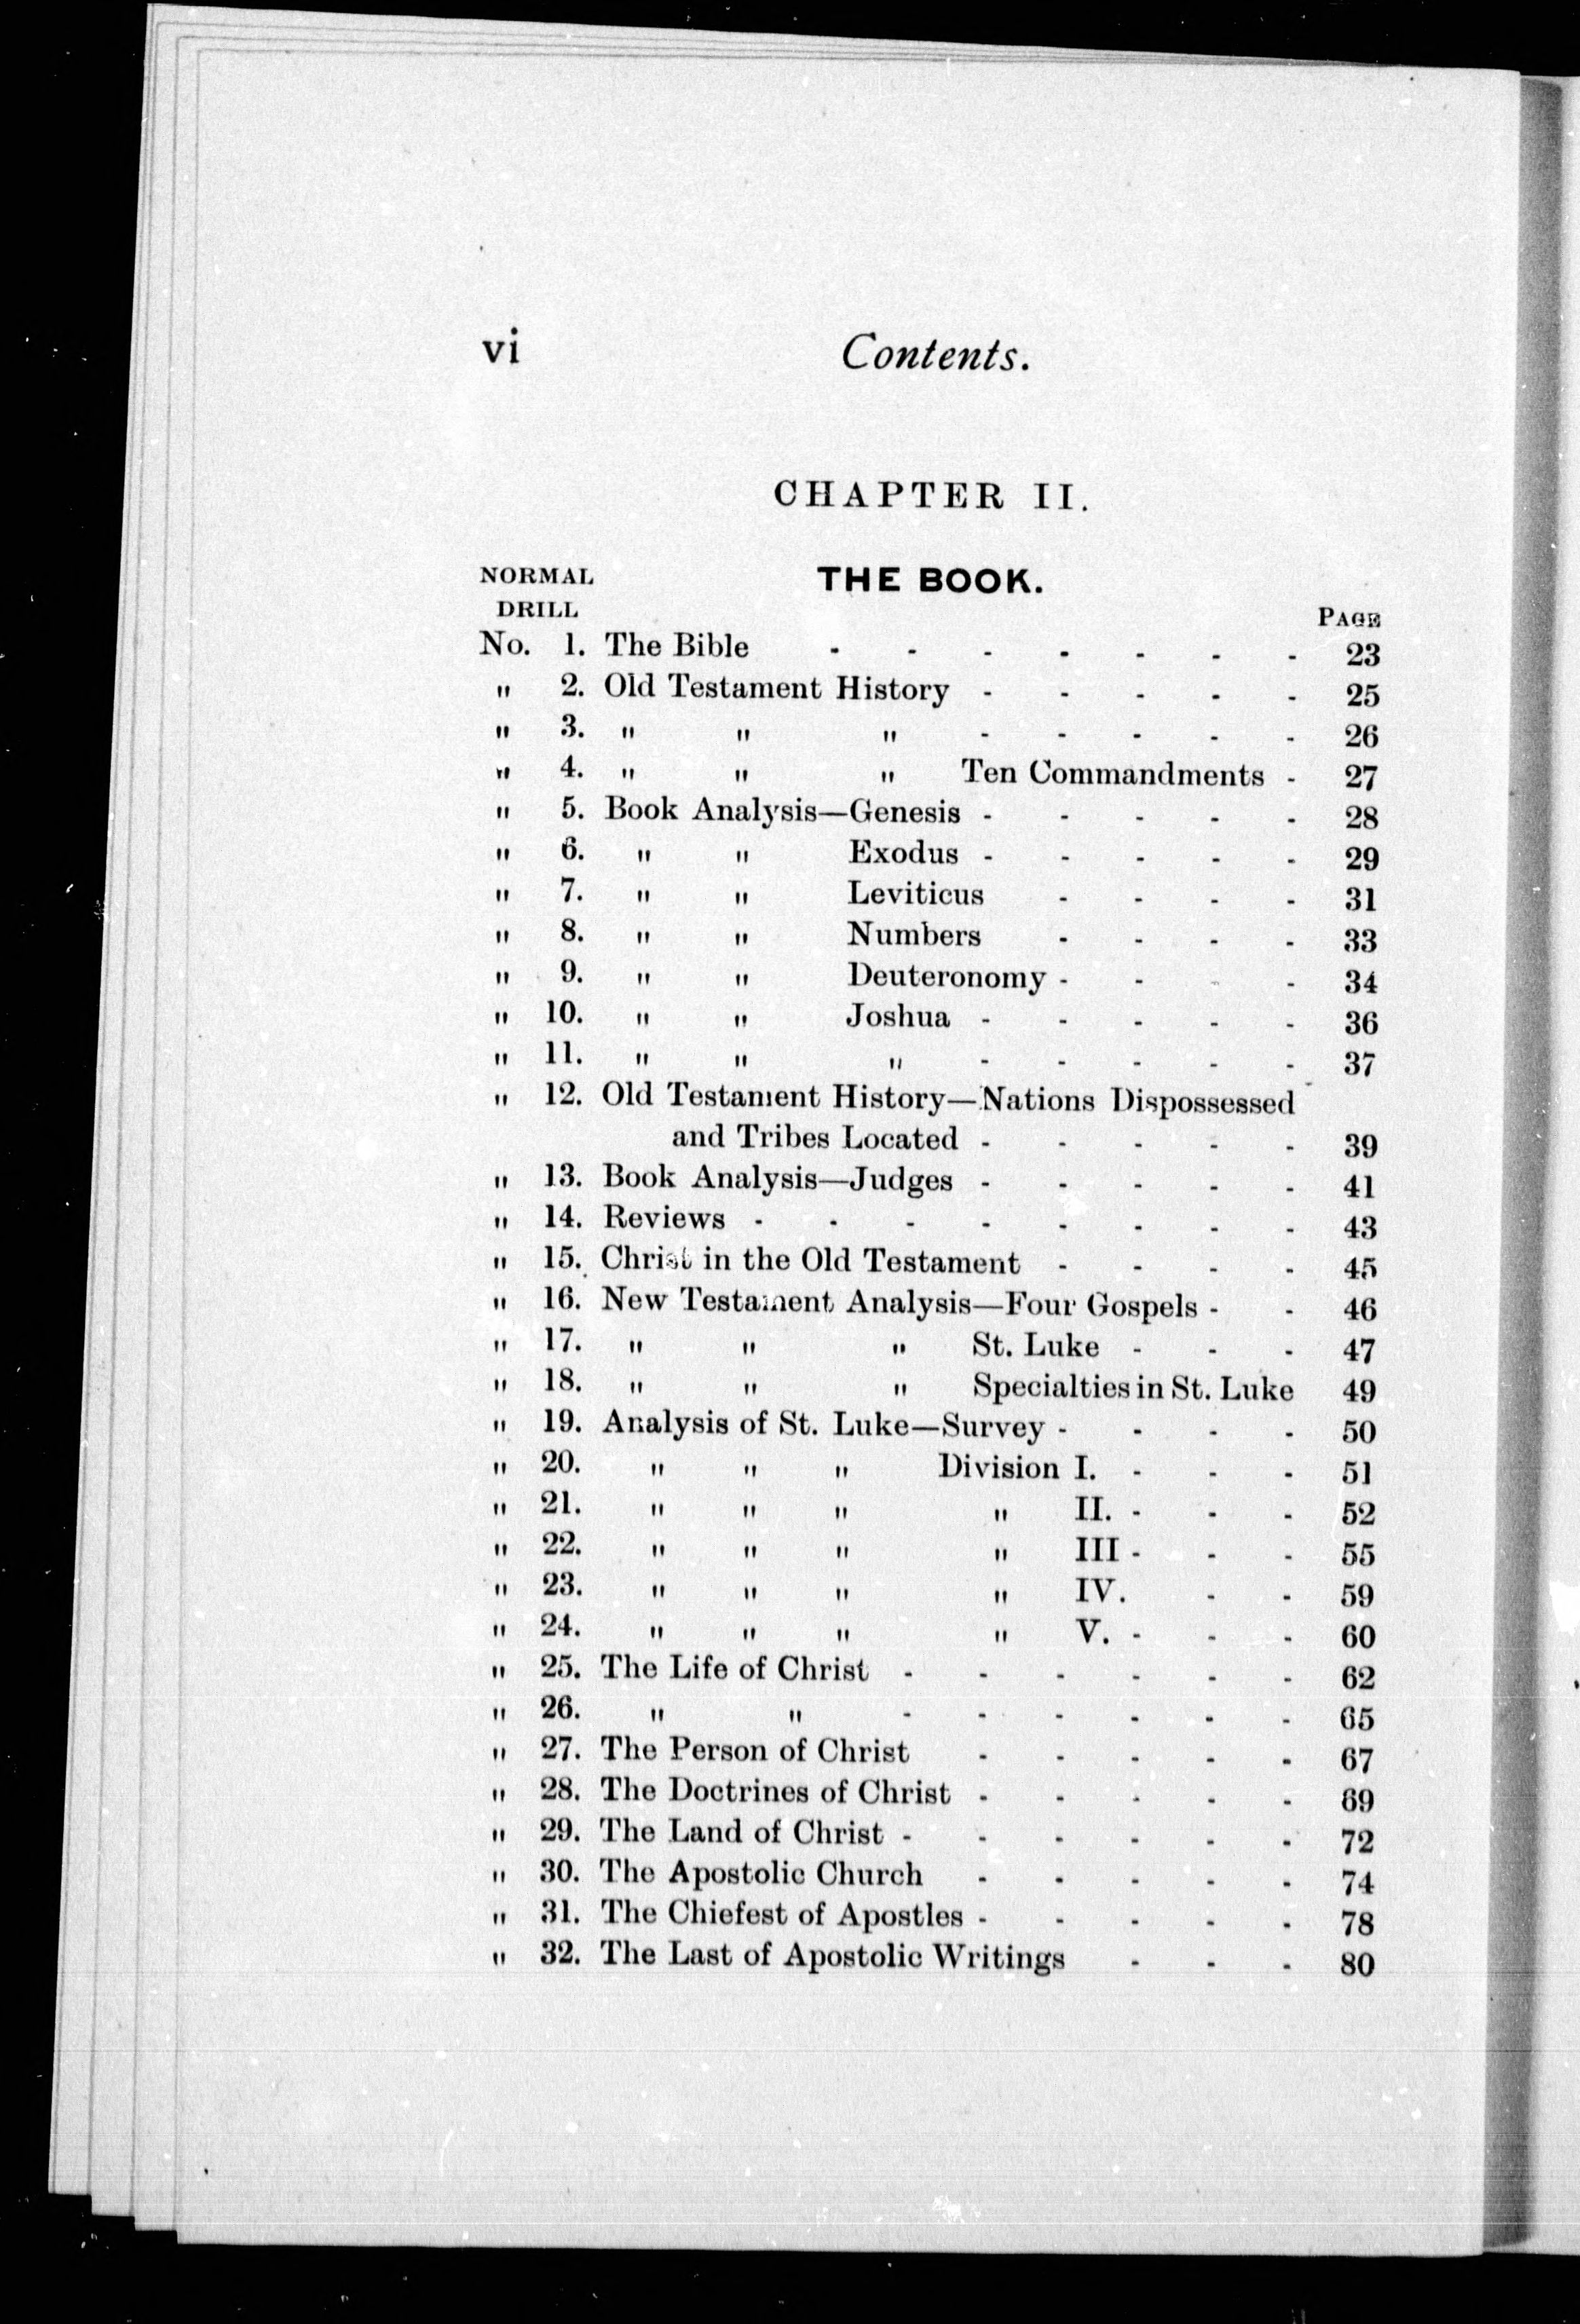 vi Contents.
CHAPTER II.
NORMAL THE BOOK.
DRILL PAGE
No. 1. The Bible - - - - - - - 23
" 2. Old Testament History - - - - - 25
" 3. " " " - - - - - 26
" 4. " " " Ten Commandments - 27
" 5. Book Analysis—Genesis - - - - - 28
" 6. " " Exodus - - - - - 29
" 7. " " Leviticus - - - - 31
" 8. " " Numbers - - - - 33
" 9. " " Deuteronomy - - - - 34
" 10. " " Joshua - - - - - 36
" 11. " " " - - - - - 37
" 12. Old Testament History—Nations Dispossessed
and Tribes Located - - - - - 39
" 13. Book Analysis—Judges - - - - - 41
" 14. Reviews - - - - - - - - 43
" 15. Christ in the Old Testament - - - - 45
" 16. New Testament Analysis—Four Gospels - - 46
" 17. " " " St. Luke - - - 47
" 18. " " " Specialties in St. Luke 49
" 19. Analysis of St. Luke—Survey - - - - 50
" 20. " " " Division I. - - - 51
" 21. " " " " II. - - - 52
" 22. " " " " III - - - 55
" 23. " " " " IV. - - 59
" 24. " " " " V. - - - 60
" 25. The Life of Christ - - - - - - 62
" 26. " " - - - - - - 65
" 27. The Person of Christ - - - - - 67
" 28. The Doctrines of Christ - - - - - 69
" 29. The Land of Christ - - - - - - 72
" 30. The Apostolic Church - - - - - 74
" 31. The Chiefest of Apostles - - - - - 78
" 32. The Last of Apostolic Writings - - - 80